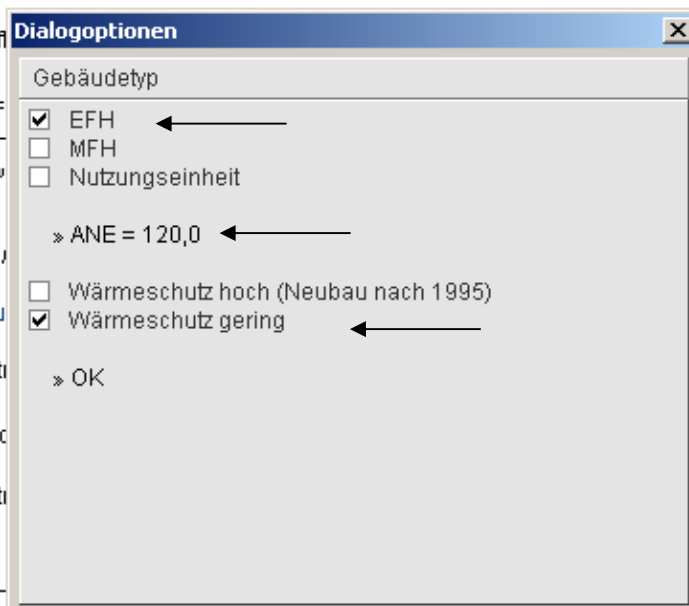 Dialogoptionen
Gebäudetyp
EFH
MFH
Nutzungseinheit
» ANE = 120,0
Wärmeschutz hoch (Neubau nach 1995)
Wärmeschutz gering
» OK